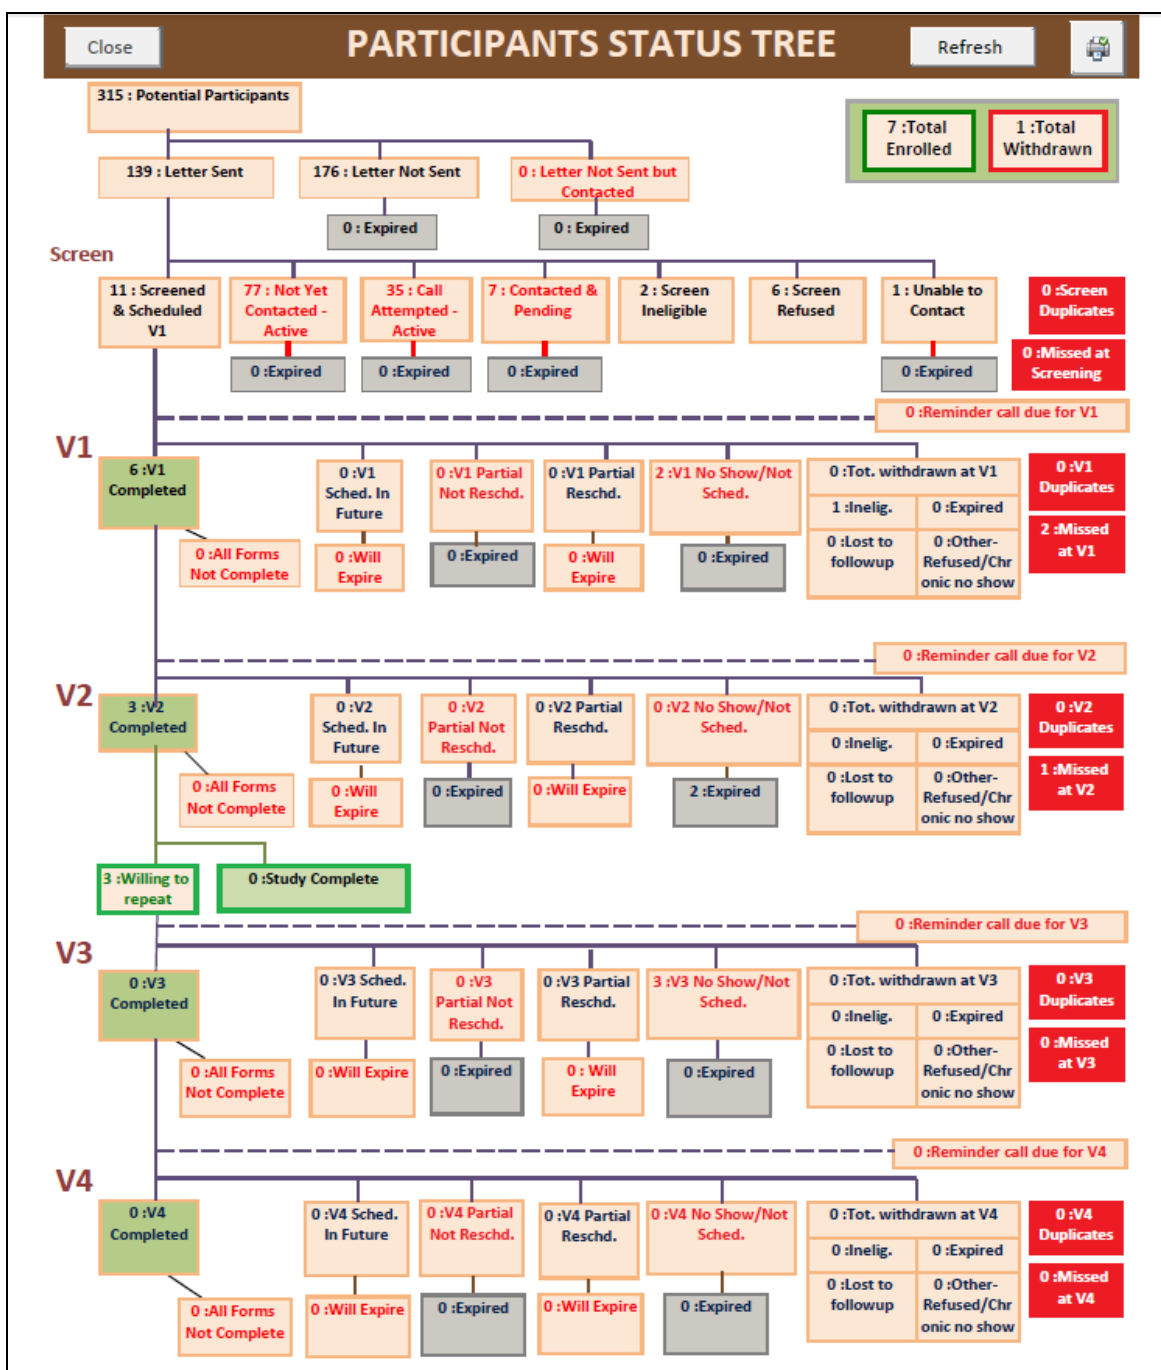 Close
PARTICIPANTS STATUS TREE
Refresh
315 : Potential Participants
7 :Total
Enrolled
1 :Total
Withdrawn
139 : Letter Sent
176 : Letter Not Sent
0 : Letter Not Sent but
Contacted
0 : Expired
0 : Expired
Screen
11 : Screened
& Scheduled
V1
77 : Not Yet
Contacted -
Active
35 : Call
Attempted -
Active
7 : Contacted &
Pending
2 : Screen
Ineligible
6 : Screen
Refused
1 : Unable to
Contact
0 :Screen
Duplicates
0 :Expired
0 :Expired
0 :Expired
0 :Expired
0 :Missed at
Screening
0 :Reminder call due for V1
V1
6 :V1
Completed
0 :V1
Sched. In
Future
0 :V1 Partial
Not Reschd.
0 :V1 Partial
Reschd.
2 :V1 No Show/Not
Sched.
0 :Tot. withdrawn at V1
1 :Inelig.
0 :Expired
0 :Lost to
followup
0 :Other-
Refused/Chr
onic no show
0 :V1
Duplicates
2 :Missed
at V1
0 :All Forms
Not Complete
0 :Will
Expire
0 :Expired
0 :Will
Expire
0 :Expired
0 :Reminder call due for V2
V2
3 :V2
Completed
0 :V2
Sched. In
Future
0 :V2
Partial Not
Reschd.
0 :V2 Partial
Reschd.
0 :V2 No Show/Not
Sched.
0 :Tot. withdrawn at V2
0 :Inelig.
0 :Expired
0 :Lost to
followup
0 :Other-
Refused/Chr
onic no show
0 :V2
Duplicates
1 :Missed
at V2
0 :All Forms
Not Complete
0 :Will
Expire
0 :Expired
0 :Will Expire
2 :Expired
3 :Willing to
repeat
0 :Study Complete
0 :Reminder call due for V3
V3
0 :V3
Completed
0 :V3 Sched.
In Future
0 :V3
Partial Not
Reschd.
0 :V3 Partial
Reschd.
3 :V3 No Show/Not
Sched.
0 :Tot. withdrawn at V3
0 :Inelig.
0 :Expired
0 :Lost to
followup
0 :Other-
Refused/Chr
onic no show
0 :V3
Duplicates
0 :Missed
at V3
0 :All Forms
Not Complete
0 :Will Expire
0 :Expired
0 : Will
Expire
0 :Expired
0 :Reminder call due for V4
V4
0 :V4
Completed
0 :V4 Sched.
In Future
0 :V4 Partial
Not Reschd.
0 :V4 Partial
Reschd.
0 :V4 No Show/Not
Sched.
0 :Tot. withdrawn at V4
0 :Inelig.
0 :Expired
0 :Lost to
followup
0 :Other-
Refused/Chr
onic no show
0 :V4
Duplicates
0 :Missed
at V4
0 :All Forms
Not Complete
0 :Will Expire
0 :Expired
0 :Will Expire
0 :Expired